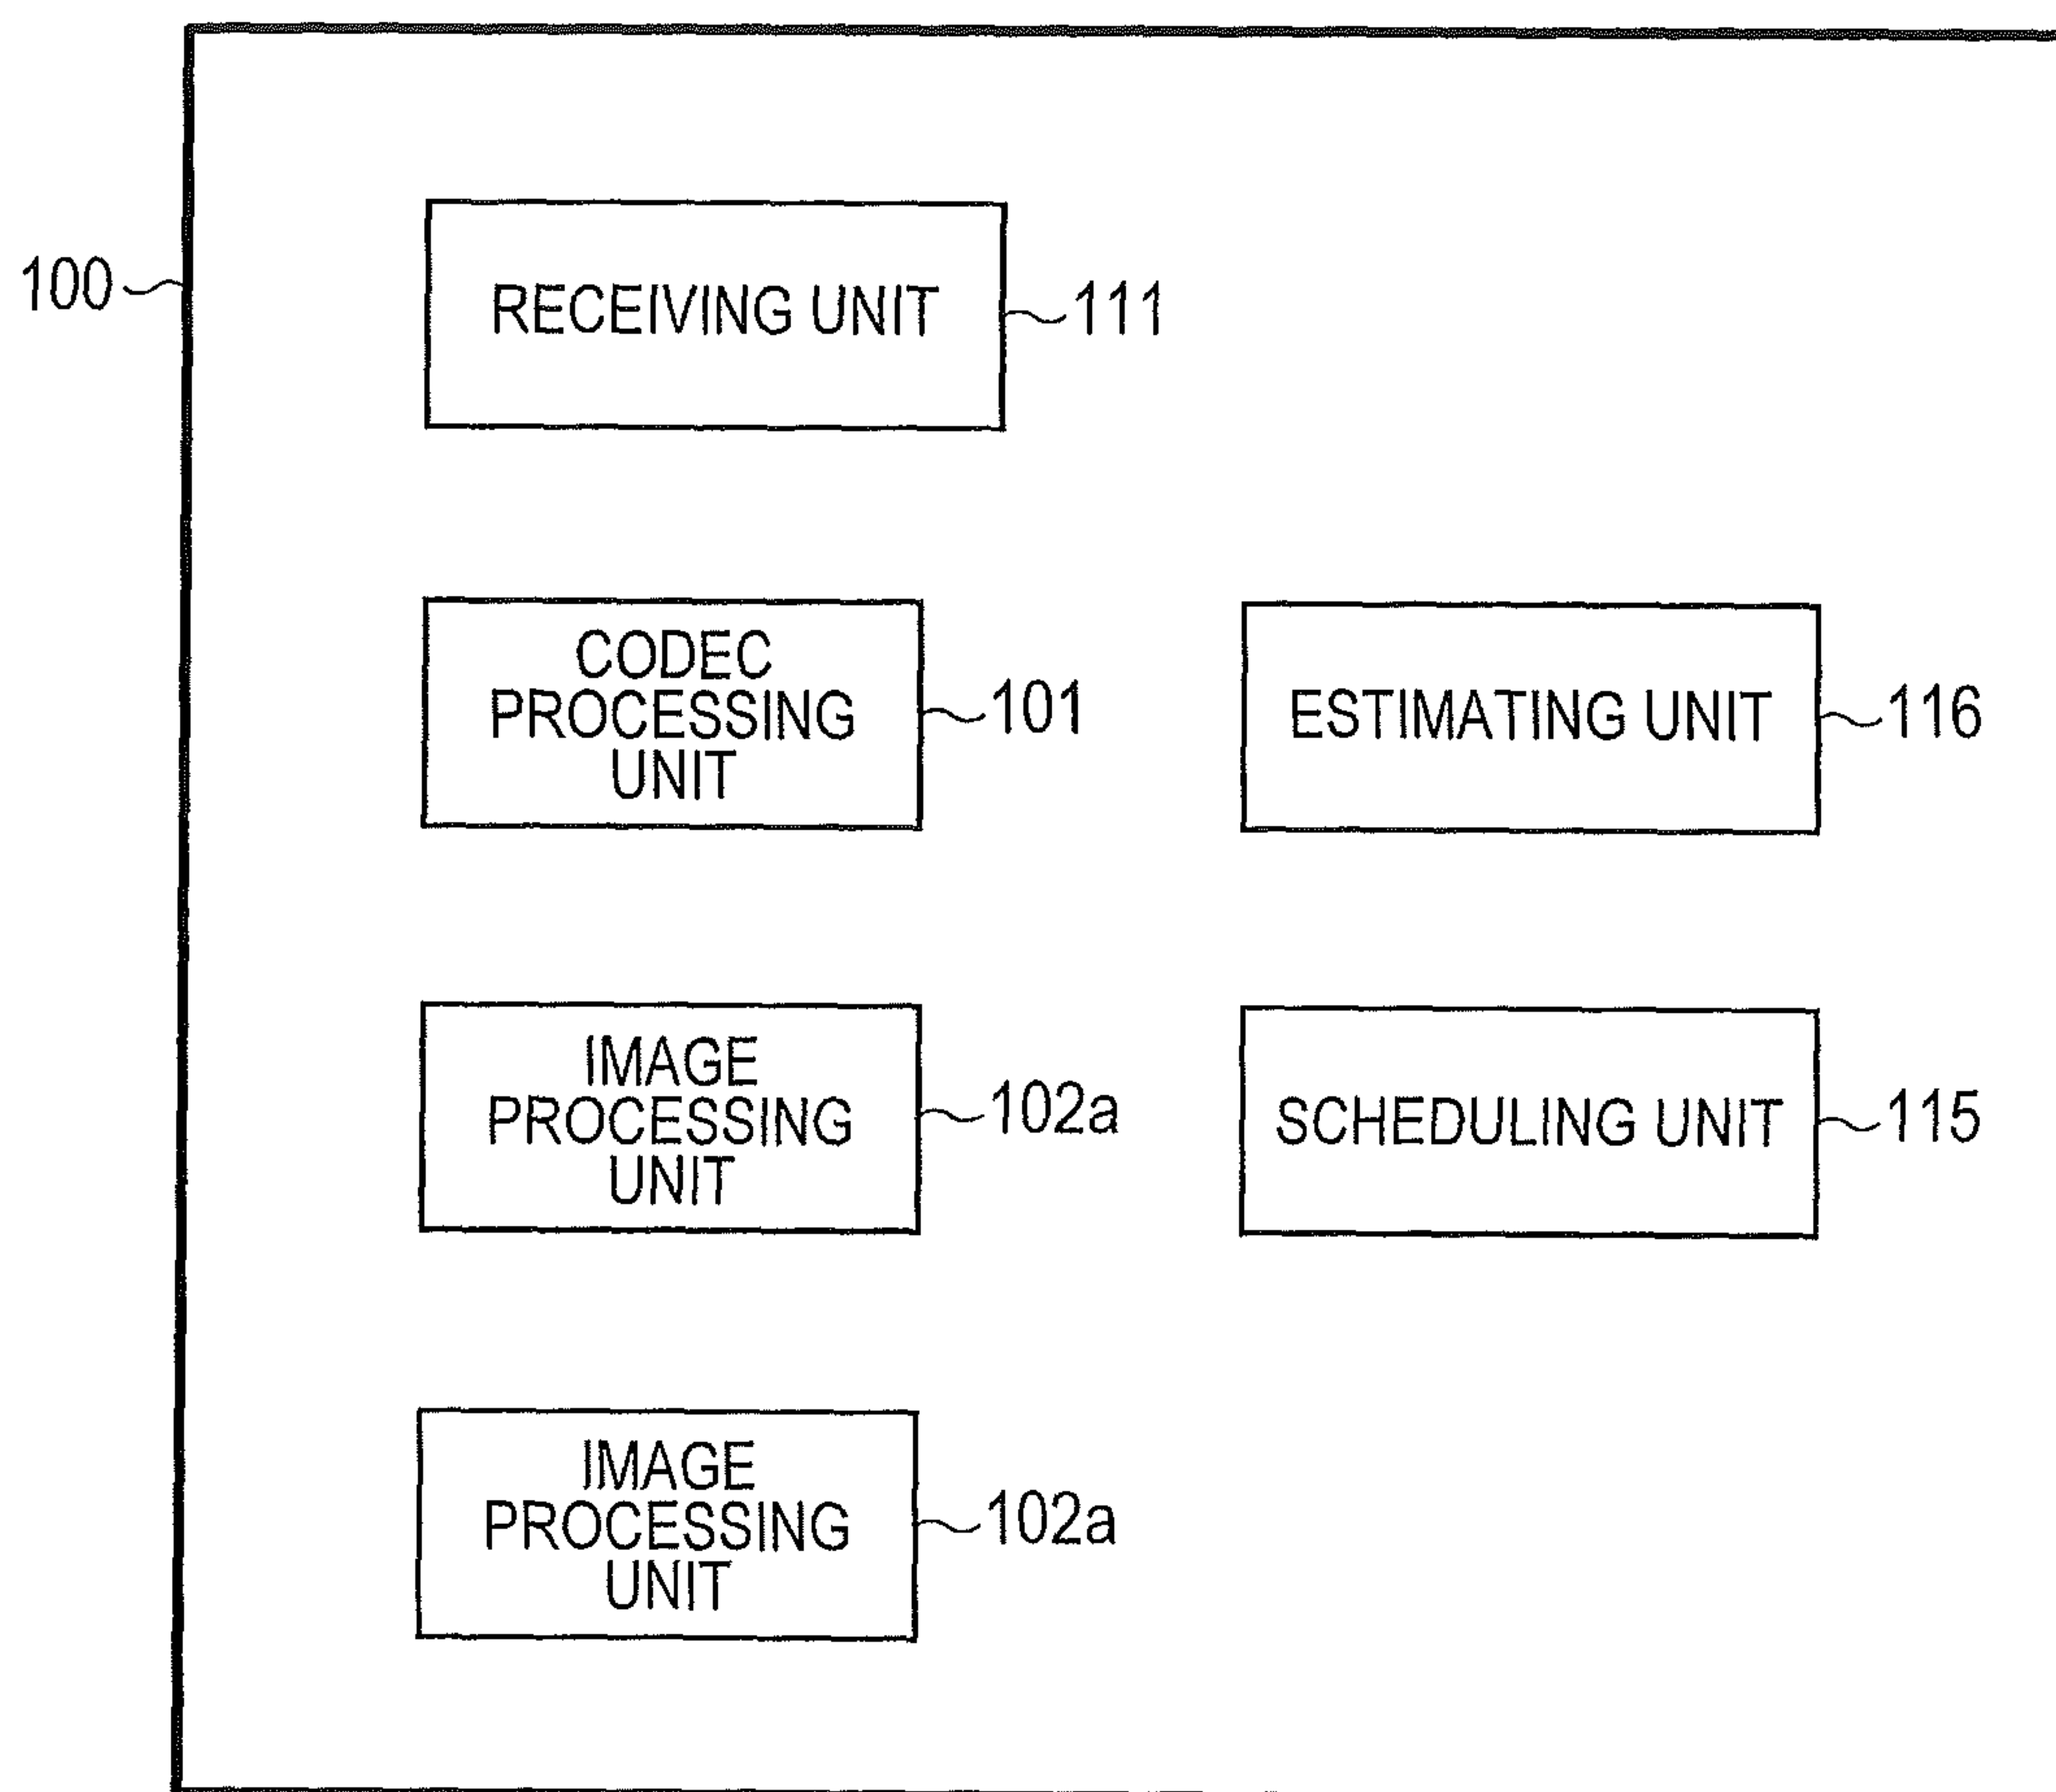 100
RECEIVING UNIT
111
CODEC
PROCESSING
UNIT
101
ESTIMATING UNIT
116
IMAGE
PROCESSING
UNIT
102a
SCHEDULING UNIT
115
IMAGE
PROCESSING
UNIT
102a